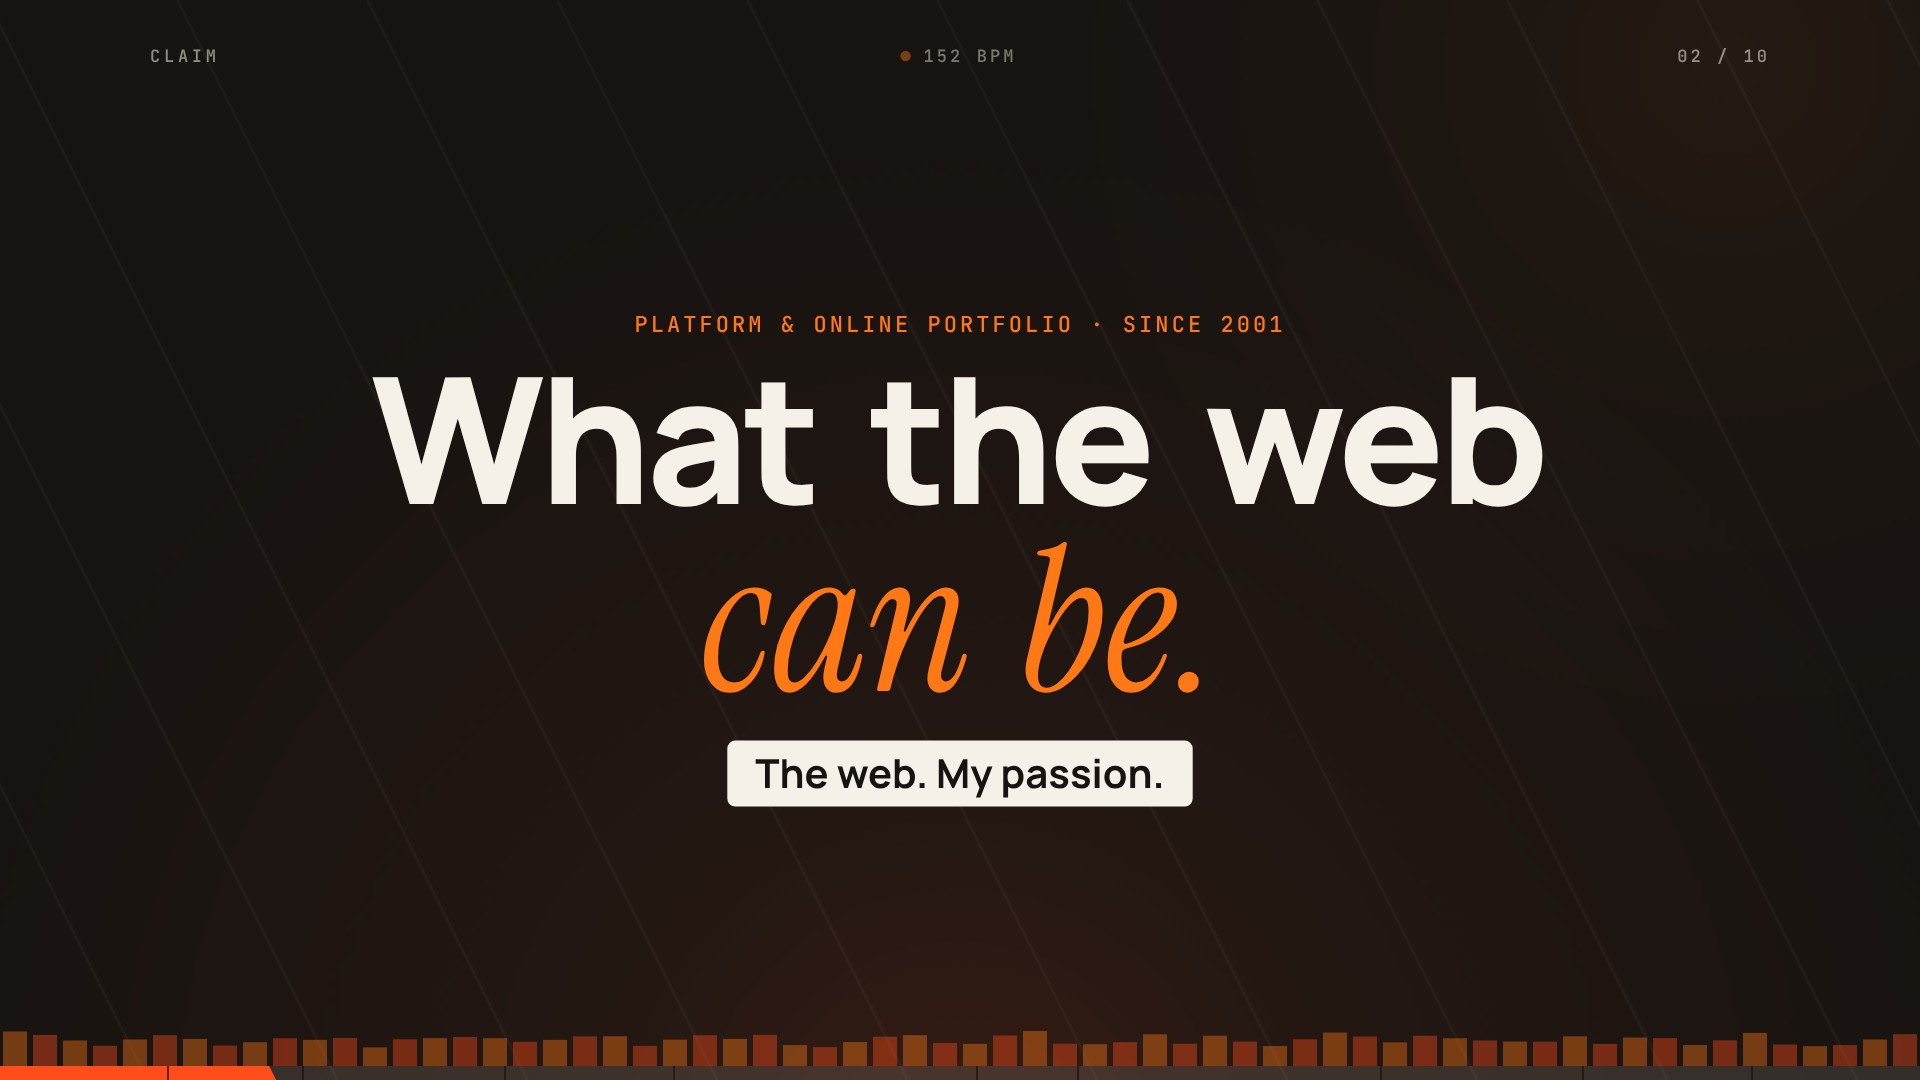 CLAIM
152 BPM
02 / 10
PLATFORM & ONLINE PORTFOLIO · SINCE 2001
What the web
can be.
The web. My passion.